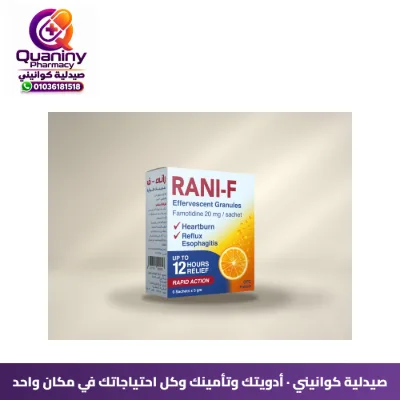 Quaniny
Pharmacy
صيدلية كوانيني
01036181518
RANI-F
Effervescent Granules
Famotidine 20 mg / sachet
Heartburn
Reflux
Esophagitis
UP TO
12 HOURS
RELIEF
RAPID ACTION
صيدلية كوانيني - أدويتك وتأمينك وكل احتياجاتك في مكان واحد